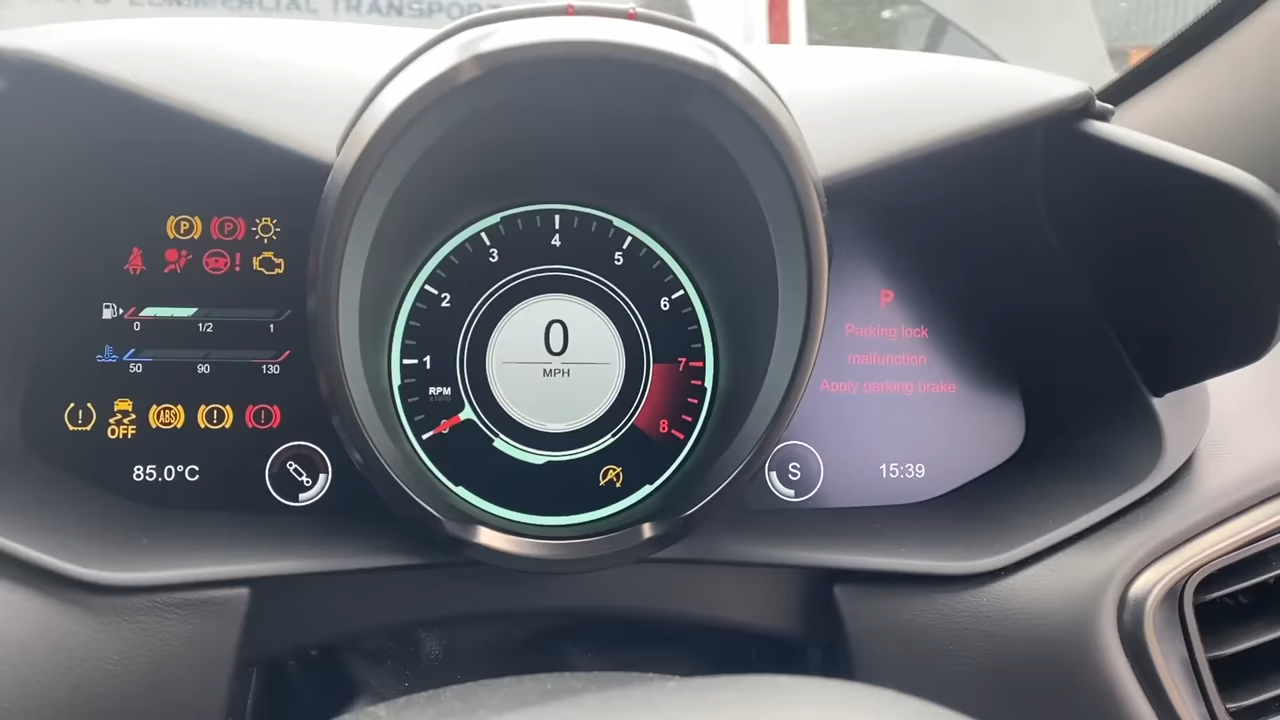 COMMERCIAL TRANSPORT
P P
0 1/2 1
50 90 130
OFF ABS
85.0°C
1 2 3 4 5 6 7 8
RPM
x1000
0
MPH
A
P
Parking lock
malfunction
Apply parking brake
S 15:39